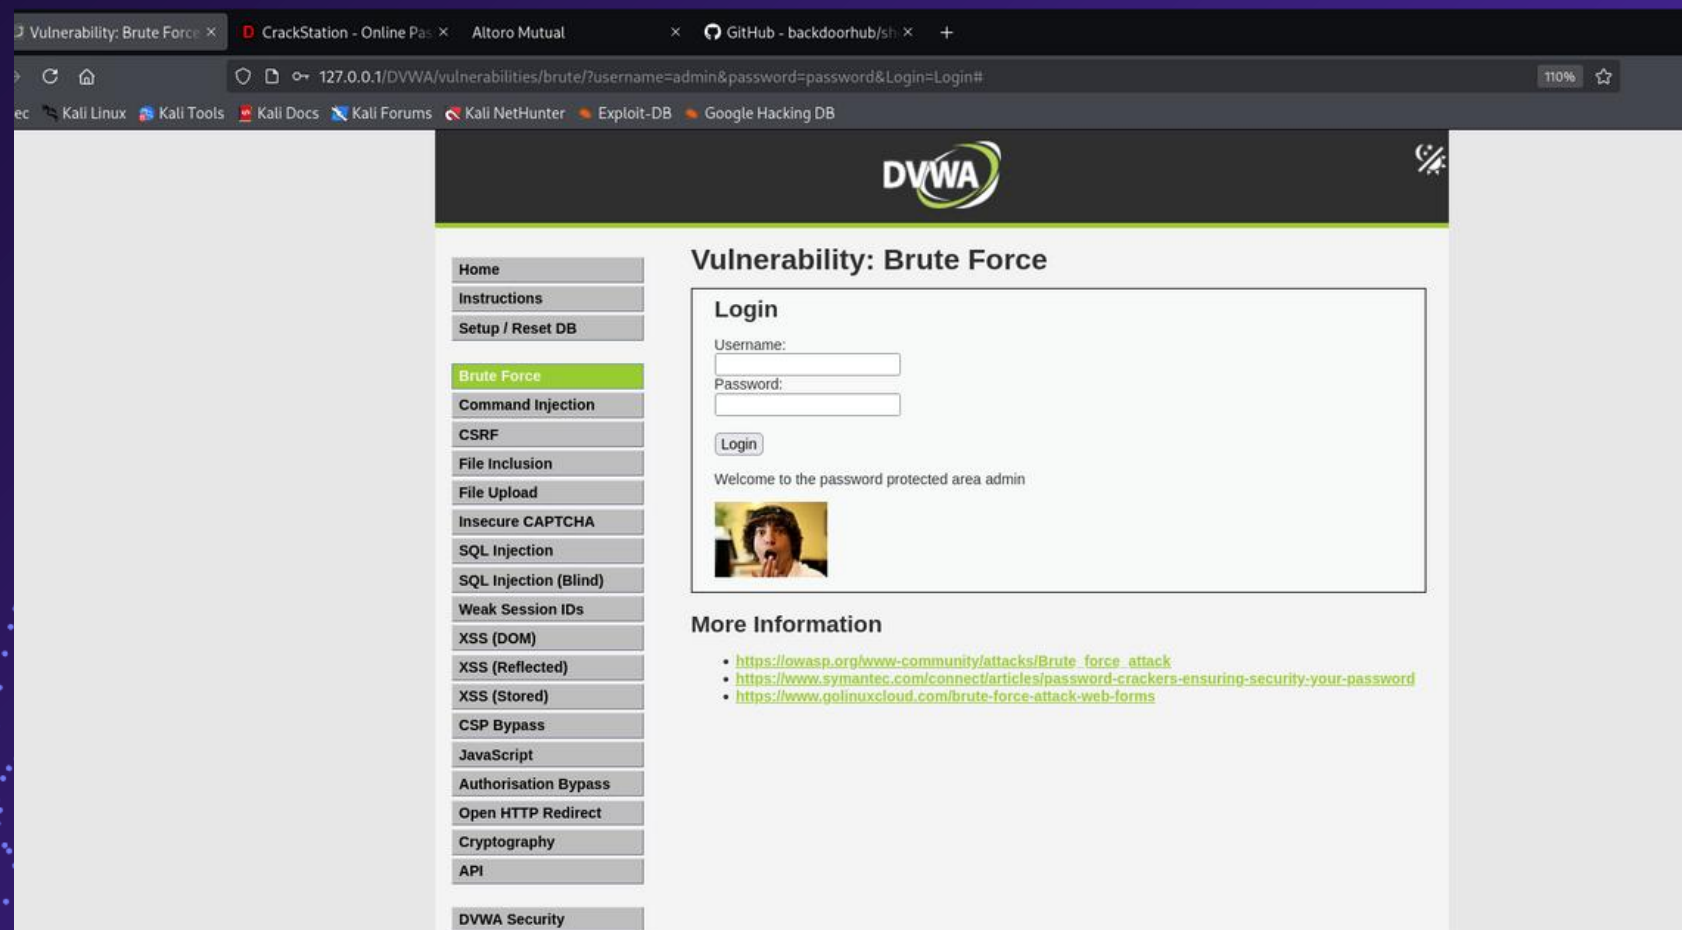 Vulnerability: Brute Force
CrackStation - Online Pas
Altoro Mutual
GitHub - backdoorhub/sh
127.0.0.1/DVWA/vulnerabilities/brute/?username=admin&password=password&Login=Login#
110%
ec Kali Linux Kali Tools Kali Docs Kali Forums Kali NetHunter Exploit-DB Google Hacking DB
DVWA
Home
Instructions
Setup / Reset DB
Brute Force
Command Injection
CSRF
File Inclusion
File Upload
Insecure CAPTCHA
SQL Injection
SQL Injection (Blind)
Weak Session IDs
XSS (DOM)
XSS (Reflected)
XSS (Stored)
CSP Bypass
JavaScript
Authorisation Bypass
Open HTTP Redirect
Cryptography
API
DVWA Security
Vulnerability: Brute Force
Login
Username:
Password:
Login
Welcome to the password protected area admin
More Information
https://owasp.org/www-community/attacks/Brute_force_attack
https://www.symantec.com/connect/articles/password-crackers-ensuring-security-your-password
https://www.golinuxcloud.com/brute-force-attack-web-forms